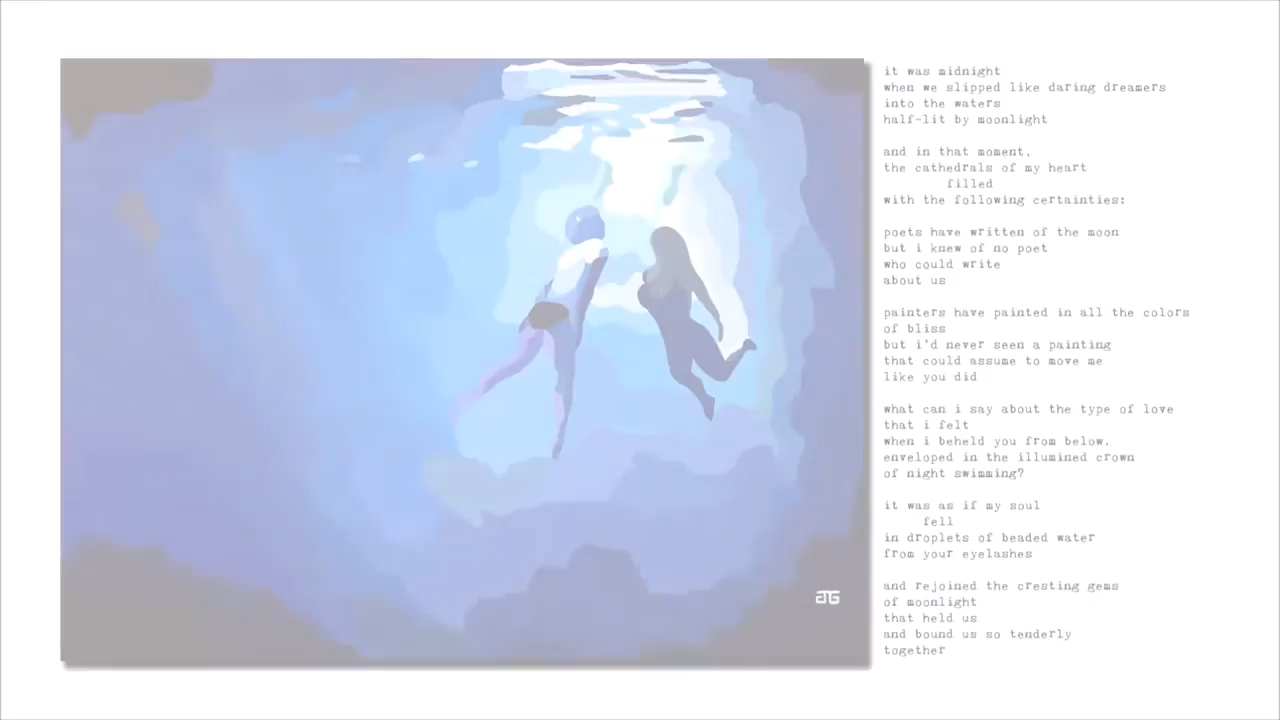 it was midnight
when we slipped like daring dreamers
into the waters
half-lit by moonlight
and in that moment,
the cathedrals of my heart
filled
with the following certainties:
poets have written of the moon
but i knew of no poet
who could write
about us
painters have painted in all the colors
of bliss
but i'd never seen a painting
that could assume to move me
like you did
what can i say about the type of love
that i felt
when i beheld you from below,
enveloped in the illumined crown
of night swimming?
it was as if my soul
fell
in droplets of beaded water
from your eyelashes
and rejoined the cresting gems
of moonlight
that held us
and bound us so tenderly
together